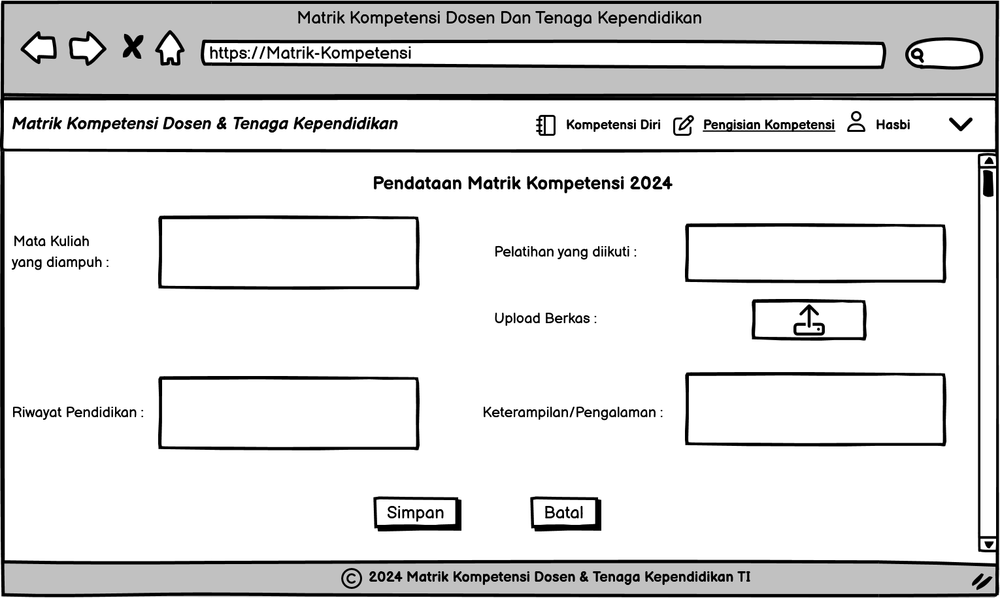 Matrik Kompetensi Dosen Dan Tenaga Kependidikan
https://Matrik-Kompetensi
Matrik Kompetensi Dosen & Tenaga Kependidikan
Kompetensi Diri
Pengisian Kompetensi
Hasbi
Pendataan Matrik Kompetensi 2024
Mata Kuliah
yang diampuh :
Pelatihan yang diikuti :
Upload Berkas :
Riwayat Pendidikan :
Keterampilan/Pengalaman :
Simpan
Batal
© 2024 Matrik Kompetensi Dosen & Tenaga Kependidikan TI